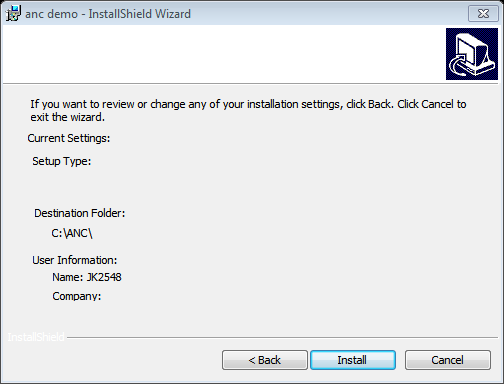 anc demo - InstallShield Wizard
If you want to review or change any of your installation settings, click Back. Click Cancel to
exit the wizard.
Current Settings:
Setup Type:
Destination Folder:
C:\ANC\
User Information:
Name: JK2548
Company:
InstallShield
< Back Install Cancel